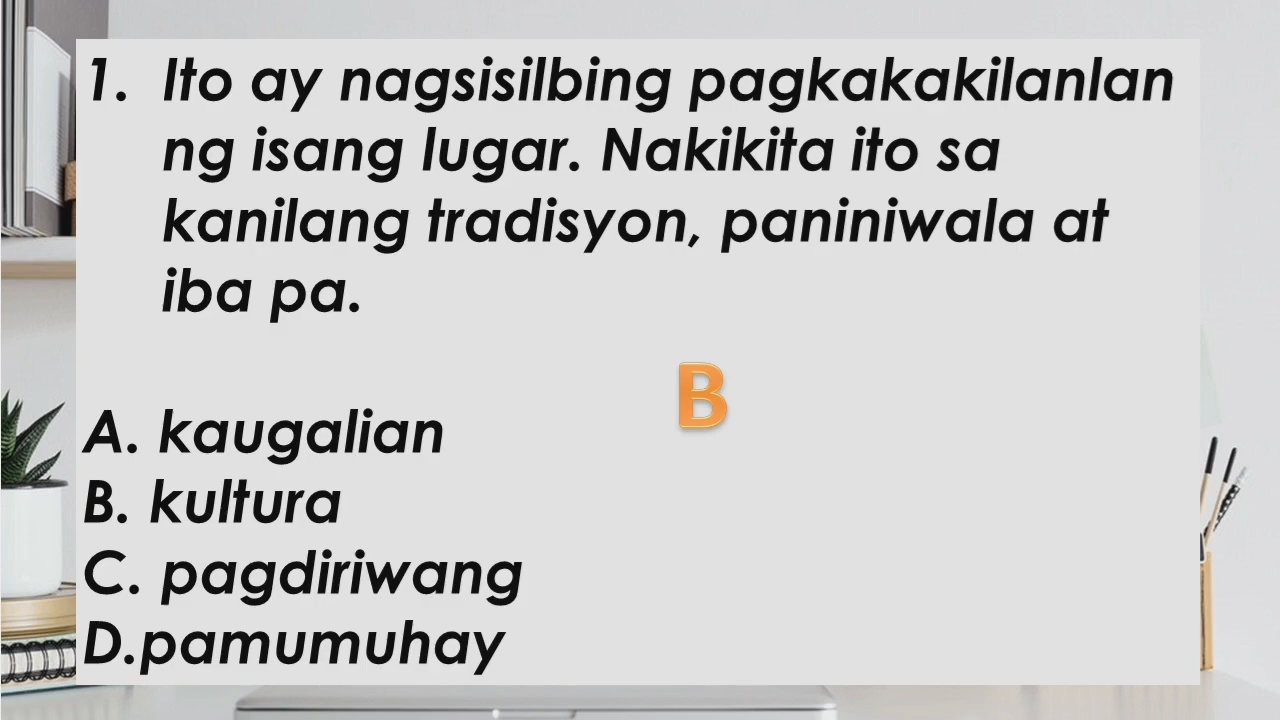 1. Ito ay nagsisilbing pagkakakilanlan
ng isang lugar. Nakikita ito sa
kanilang tradisyon, paniniwala at
iba pa.
B
A. kaugalian
B. kultura
C. pagdiriwang
D.pamumuhay